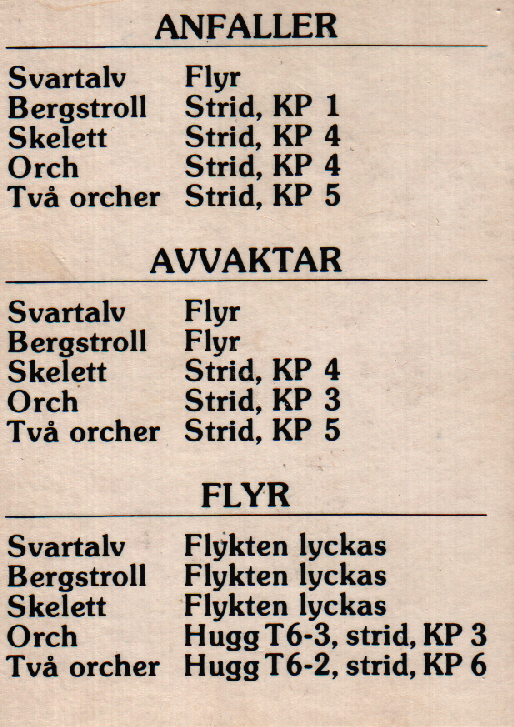 ANFALLER
Svartalv Flyr
Bergstroll Strid, KP 1
Skelett Strid, KP 4
Orch Strid, KP 4
Två orcher Strid, KP 5
AVVAKTAR
Svartalv Flyr
Bergstroll Flyr
Skelett Strid, KP 4
Orch Strid, KP 3
Två orcher Strid, KP 5
FLYR
Svartalv Flykten lyckas
Bergstroll Flykten lyckas
Skelett Flykten lyckas
Orch Hugg T6-3, strid, KP 3
Två orcher Hugg T6-2, strid, KP 6